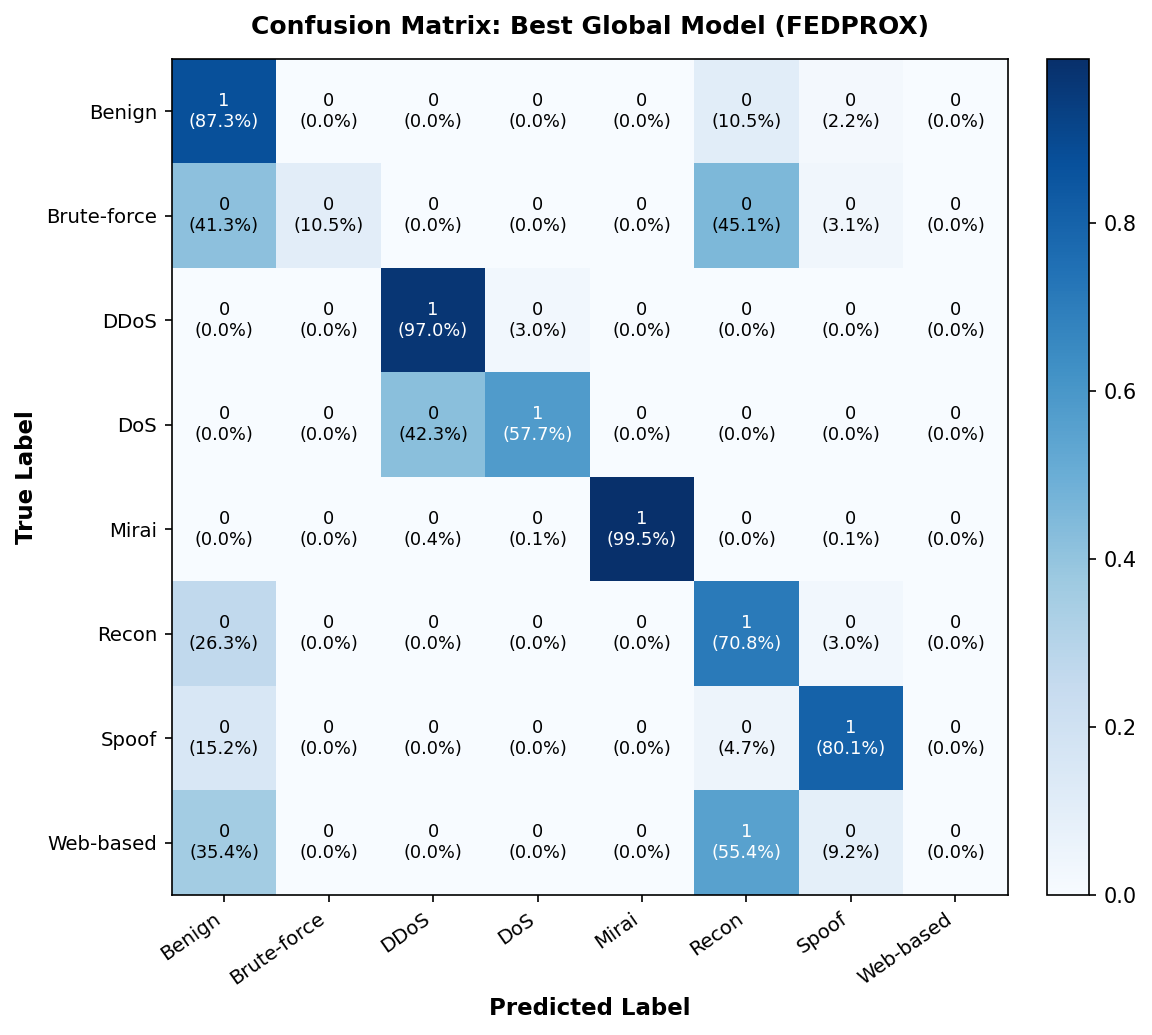 Confusion Matrix: Best Global Model (FEDPROX)
True Label
Benign
1 0 0 0 0 0 0 0
(87.3%) (0.0%) (0.0%) (0.0%) (0.0%) (10.5%) (2.2%) (0.0%)
Brute-force
0 0 0 0 0 0 0 0
(41.3%) (10.5%) (0.0%) (0.0%) (0.0%) (45.1%) (3.1%) (0.0%)
DDoS
0 0 1 0 0 0 0 0
(0.0%) (0.0%) (97.0%) (3.0%) (0.0%) (0.0%) (0.0%) (0.0%)
DoS
0 0 0 1 0 0 0 0
(0.0%) (0.0%) (42.3%) (57.7%) (0.0%) (0.0%) (0.0%) (0.0%)
Mirai
0 0 0 0 1 0 0 0
(0.0%) (0.0%) (0.4%) (0.1%) (99.5%) (0.0%) (0.1%) (0.0%)
Recon
0 0 0 0 0 1 0 0
(26.3%) (0.0%) (0.0%) (0.0%) (0.0%) (70.8%) (3.0%) (0.0%)
Spoof
0 0 0 0 0 0 1 0
(15.2%) (0.0%) (0.0%) (0.0%) (0.0%) (4.7%) (80.1%) (0.0%)
Web-based
0 0 0 0 0 1 0 0
(35.4%) (0.0%) (0.0%) (0.0%) (0.0%) (55.4%) (9.2%) (0.0%)
Benign Brute-force DDoS DoS Mirai Recon Spoof Web-based
Predicted Label
0.8
0.6
0.4
0.2
0.0